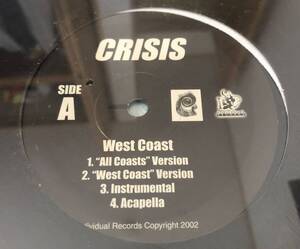 CRISIS
SIDE
A
West Coast
1. “All Coasts” Version
2. “West Coast” Version
3. Instrumental
4. Acapella
Records Copyright 2002